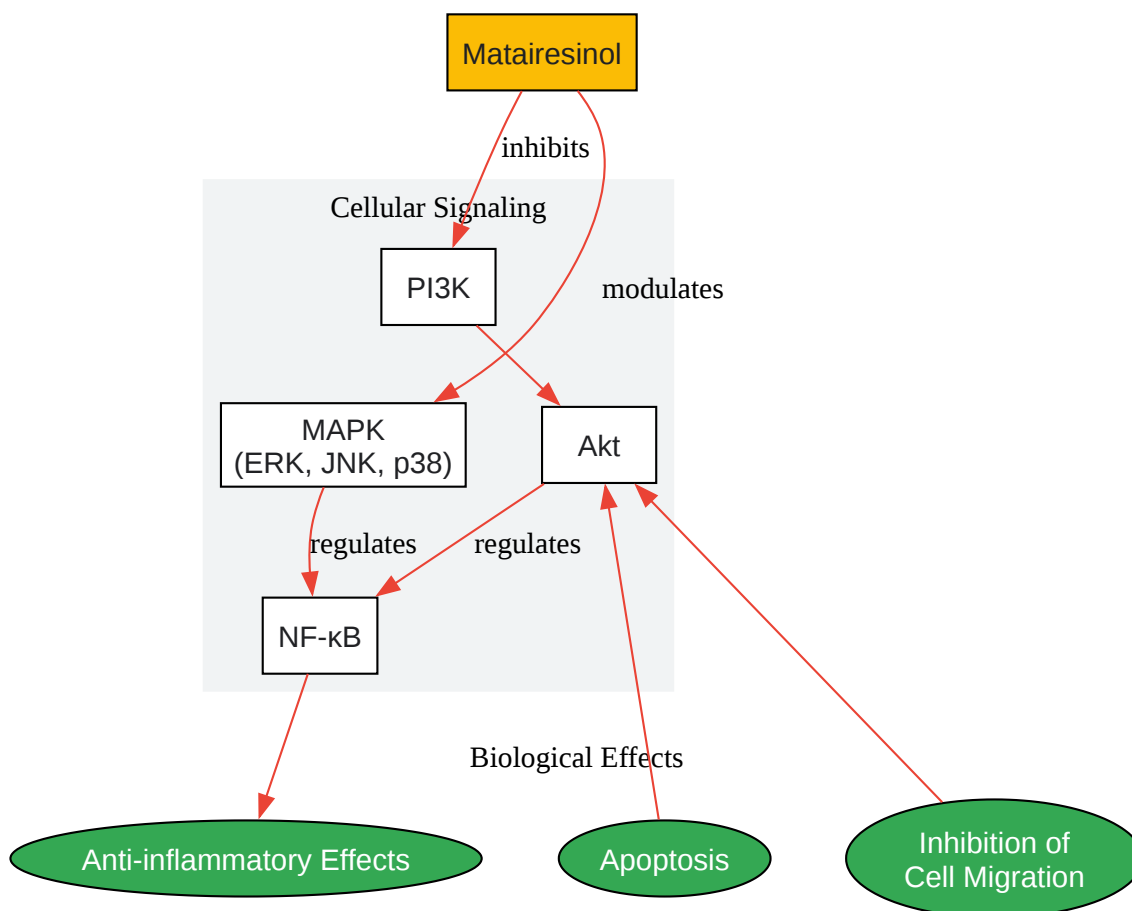 Matairesinol
inhibits
Cellular Signaling
PI3K
modulates
MAPK
(ERK, JNK, p38)
Akt
regulates
regulates
NF-κB
Biological Effects
Anti-inflammatory Effects
Apoptosis
Inhibition of
Cell Migration